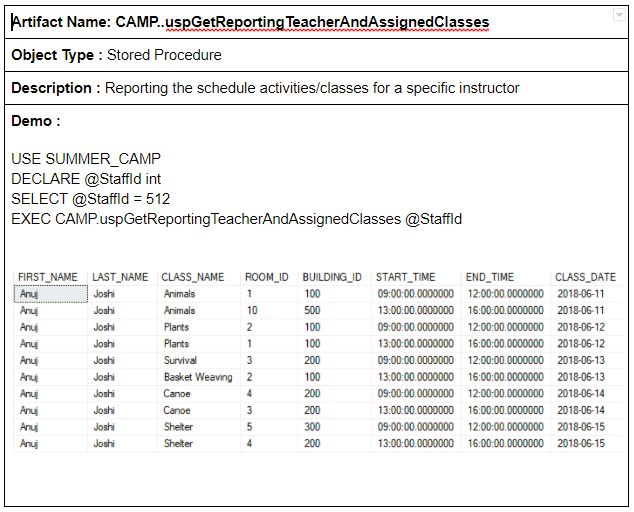 Artifact Name: CAMP..uspGetReportingTeacherAndAssignedClasses
Object Type : Stored Procedure
Description : Reporting the schedule activities/classes for a specific instructor
Demo :
USE SUMMER_CAMP
DECLARE @StaffId int
SELECT @StaffId = 512
EXEC CAMP.uspGetReportingTeacherAndAssignedClasses @StaffId
FIRST_NAME LAST_NAME CLASS_NAME ROOM_ID BUILDING_ID START_TIME END_TIME CLASS_DATE
Anuj Joshi Animals 1 100 09:00:00.0000000 12:00:00.0000000 2018-06-11
Anuj Joshi Animals 10 500 13:00:00.0000000 16:00:00.0000000 2018-06-11
Anuj Joshi Plants 2 100 09:00:00.0000000 12:00:00.0000000 2018-06-12
Anuj Joshi Plants 1 100 13:00:00.0000000 16:00:00.0000000 2018-06-12
Anuj Joshi Survival 3 200 09:00:00.0000000 12:00:00.0000000 2018-06-13
Anuj Joshi Basket Weaving 2 100 13:00:00.0000000 16:00:00.0000000 2018-06-13
Anuj Joshi Canoe 4 200 09:00:00.0000000 12:00:00.0000000 2018-06-14
Anuj Joshi Canoe 3 200 13:00:00.0000000 16:00:00.0000000 2018-06-14
Anuj Joshi Shelter 5 300 09:00:00.0000000 12:00:00.0000000 2018-06-15
Anuj Joshi Shelter 4 200 13:00:00.0000000 16:00:00.0000000 2018-06-15